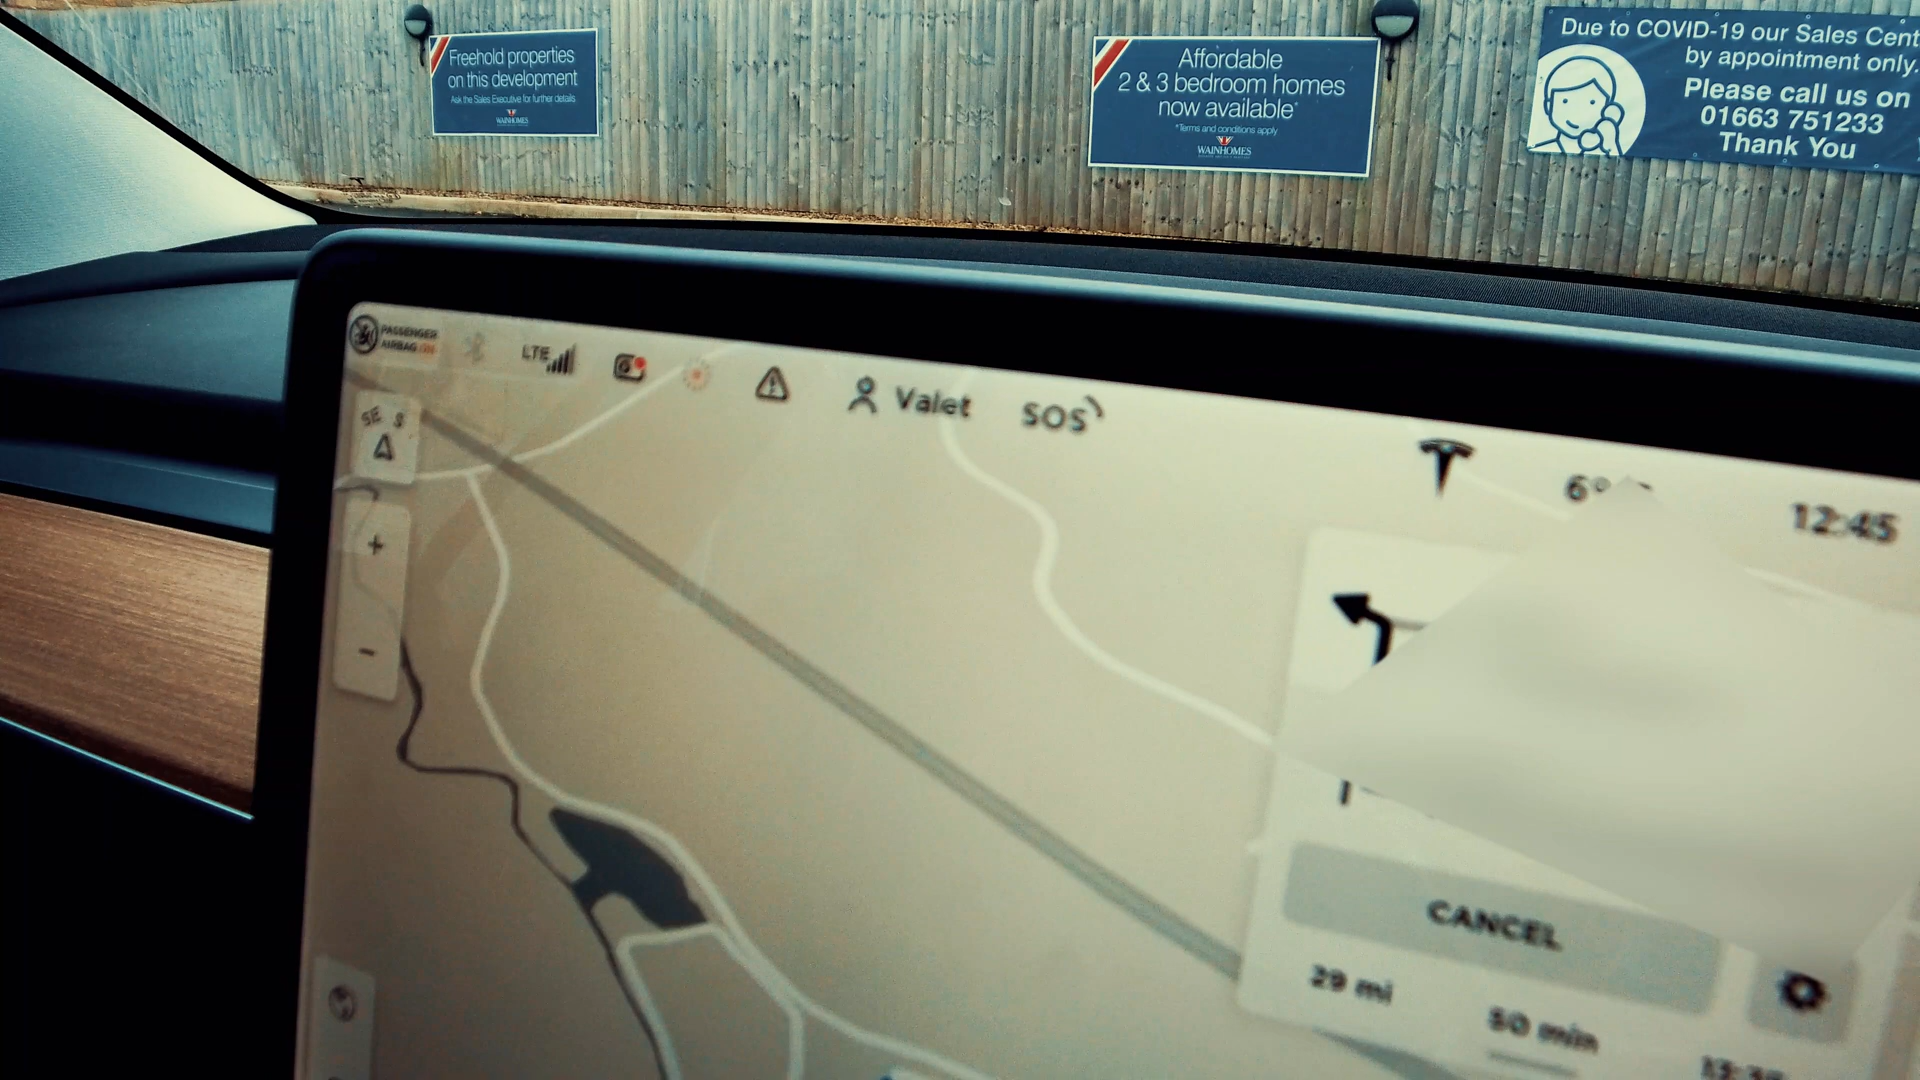 Freehold properties
on this development
Ask the Sales Executive for further details
WAINHOMES
Affordable
2 & 3 bedroom homes
now available*
*Terms and conditions apply
WAINHOMES
Due to COVID-19 our Sales Cent
by appointment only.
Please call us on
01663 751233
Thank You
PASSENGER
AIRBAG ON
LTE
Valet
SOS
6°
12:45
SE S
+
-
CANCEL
29 mi
50 min